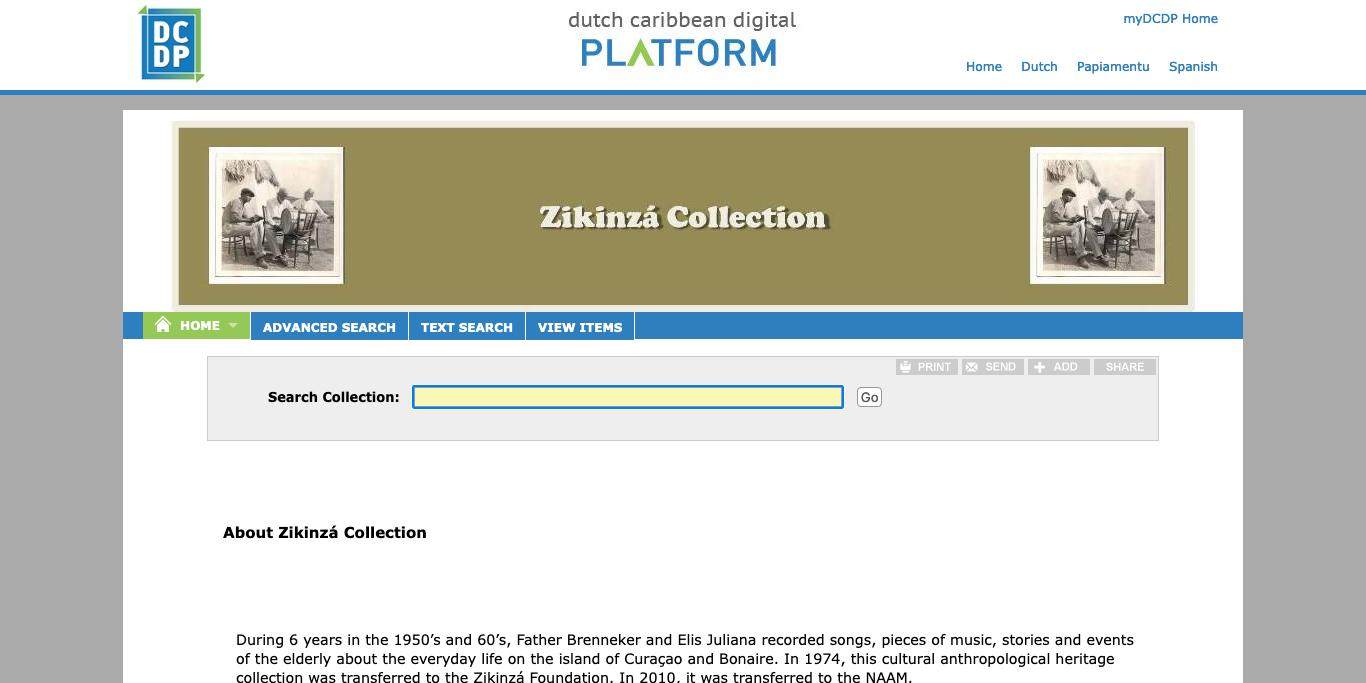 DC
DP
dutch caribbean digital
PLATFORM
myDCDP Home
Home Dutch Papiamentu Spanish
Zikinzá Collection
HOME ADVANCED SEARCH TEXT SEARCH VIEW ITEMS
PRINT SEND ADD SHARE
Search Collection: Go
About Zikinzá Collection
During 6 years in the 1950’s and 60’s, Father Brenneker and Elis Juliana recorded songs, pieces of music, stories and events
of the elderly about the everyday life on the island of Curaçao and Bonaire. In 1974, this cultural anthropological heritage
collection was transferred to the Zikinzá Foundation. In 2010, it was transferred to the NAAM.